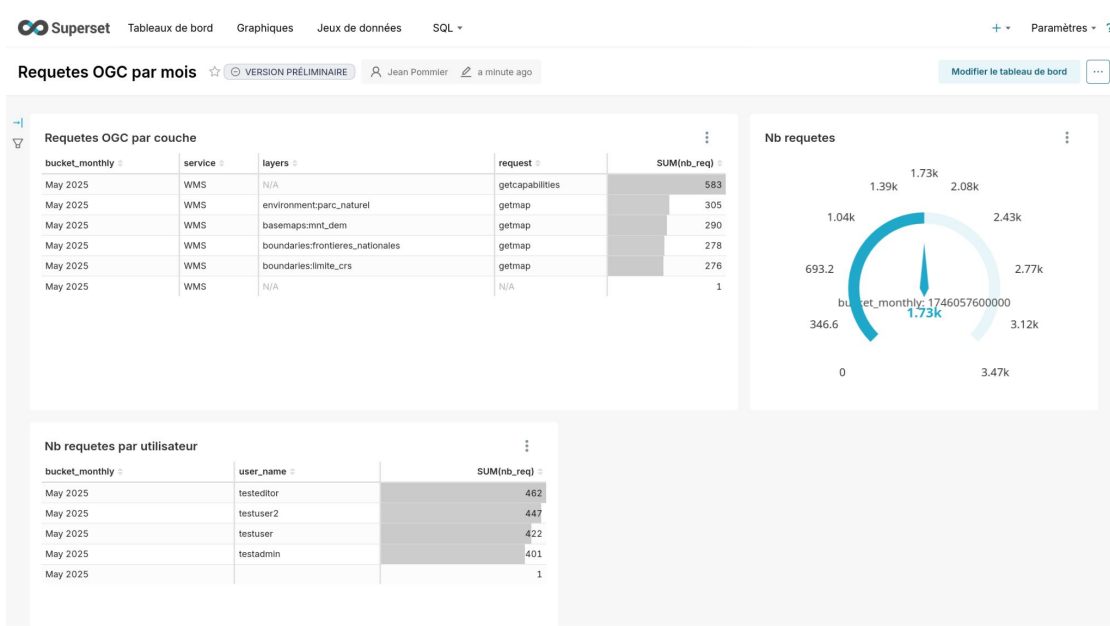 Superset Tableaux de bord Graphiques Jeux de données SQL + Paramètres ?
Requetes OGC par mois VERSION PRÉLIMINAIRE Jean Pommier a minute ago Modifier le tableau de bord ...
Requetes OGC par couche
bucket_monthly service layers request SUM(nb_req)
May 2025 WMS N/A getcapabilities 583
May 2025 WMS environment:parc_naturel getmap 305
May 2025 WMS basemaps:mnt_dem getmap 290
May 2025 WMS boundaries:frontieres_nationales getmap 278
May 2025 WMS boundaries:limite_crs getmap 276
May 2025 WMS N/A N/A 1
Nb requetes
1.73k
1.39k 2.08k
1.04k 2.43k
693.2 2.77k
bucket_monthly: 1746057600000
1.73k
346.6 3.12k
0 3.47k
Nb requetes par utilisateur
bucket_monthly user_name SUM(nb_req)
May 2025 testeditor 462
May 2025 testuser2 447
May 2025 testuser 422
May 2025 testadmin 401
May 2025 1